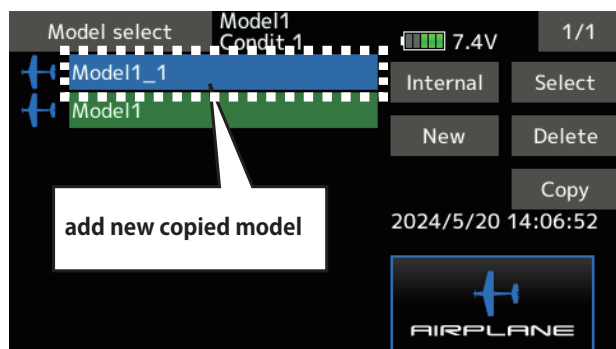 Model select
Model1
Condit 1
7.4V
1/1
Model1_1
Internal
Select
Model1
New
Delete
add new copied model
Copy
2024/5/20 14:06:52
AIRPLANE